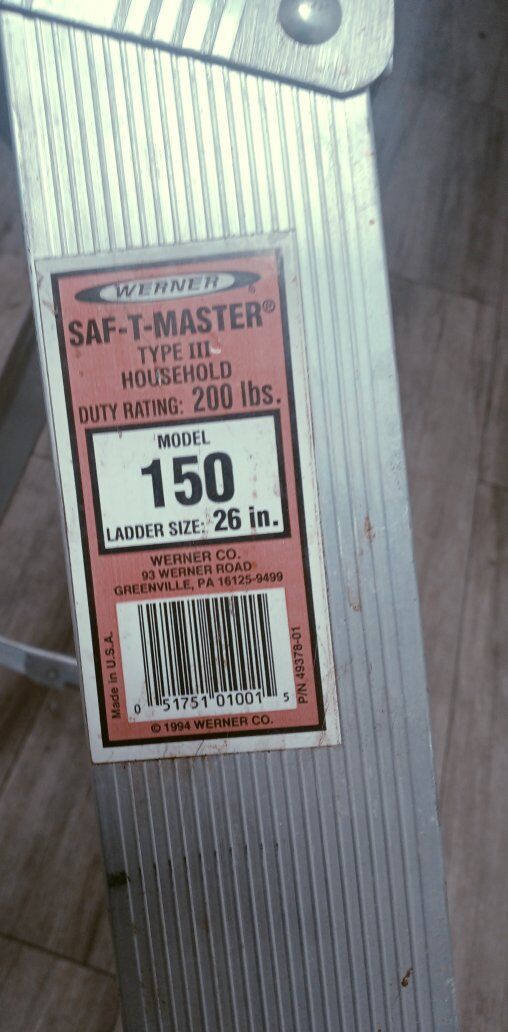 WERNER®
SAF-T-MASTER®
TYPE III
HOUSEHOLD
DUTY RATING: 200 lbs.
MODEL
150
LADDER SIZE: 26 in.
WERNER CO.
93 WERNER ROAD
GREENVILLE, PA 16125-9499
Made in U.S.A.
P/N 49378-01
0 51751 01001 5
© 1994 WERNER CO.